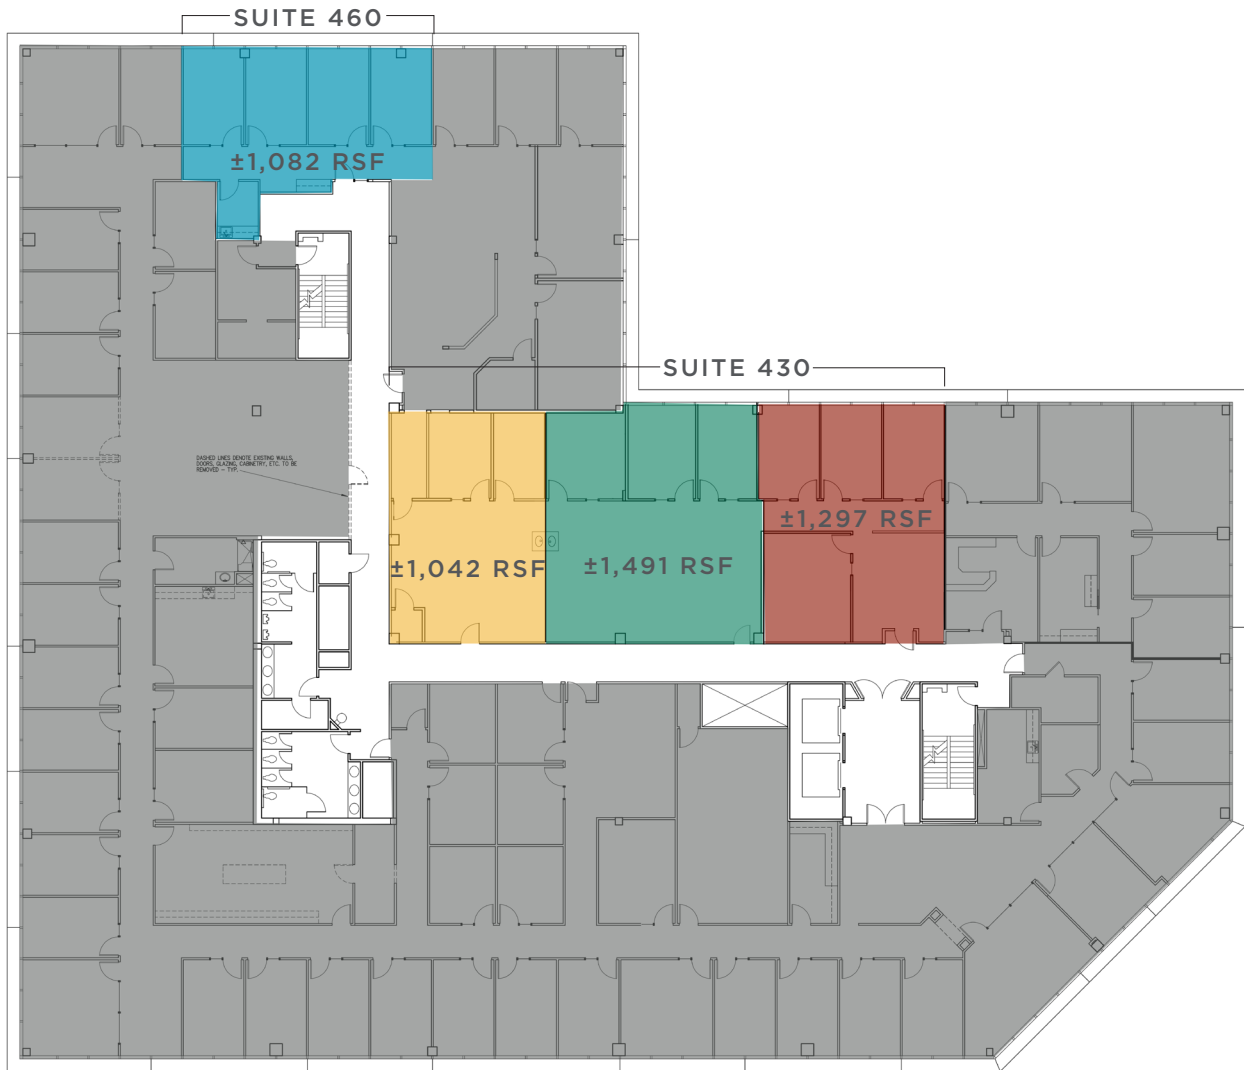 SUITE 460
±1,082 RSF
SUITE 430
DASHED LINES DENOTE EXISTING WALLS,
DOORS, GLAZING, CABINETRY, ETC. TO BE
REMOVED - TYP.
±1,297 RSF
±1,042 RSF
±1,491 RSF